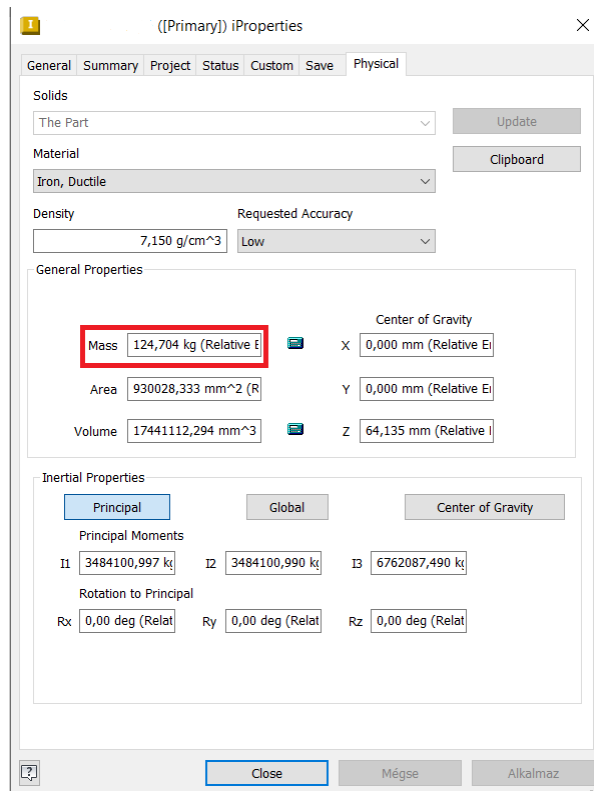 I ([Primary]) iProperties
General Summary Project Status Custom Save Physical
Solids
The Part Update
Material Clipboard
Iron, Ductile
Density Requested Accuracy
7,150 g/cm^3 Low
General Properties
Center of Gravity
Mass 124,704 kg (Relative E X 0,000 mm (Relative Er
Area 930028,333 mm^2 (R Y 0,000 mm (Relative Er
Volume 17441112,294 mm^3 Z 64,135 mm (Relative I
Inertial Properties
Principal Global Center of Gravity
Principal Moments
I1 3484100,997 kg I2 3484100,990 kg I3 6762087,490 kg
Rotation to Principal
Rx 0,00 deg (Relat Ry 0,00 deg (Relat Rz 0,00 deg (Relat
? Close Mégse Alkalmaz